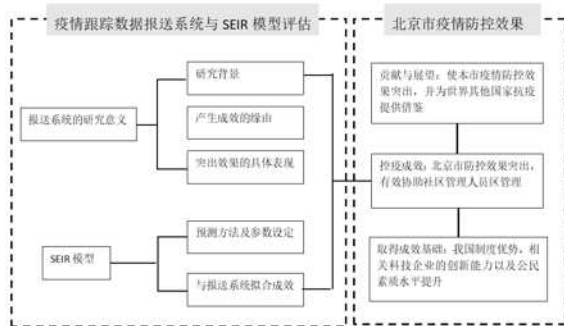 疫情跟踪数据报送系统与 SEIR 模型评估
报送系统的研究意义
研究背景
产生成效的缘由
突出效果的具体表现
SEIR 模型
预测方法及参数设定
与报送系统拟合成效
北京市疫情防控效果
贡献与展望：使本市疫情防控效
果突出，并为世界其他国家抗疫
提供借鉴
控疫成效：北京市防控效果突出，
有效协助社区管理人员区管理
取得成效基础：我国制度优势，相
关科技企业的创新能力以及公民
素质水平提升